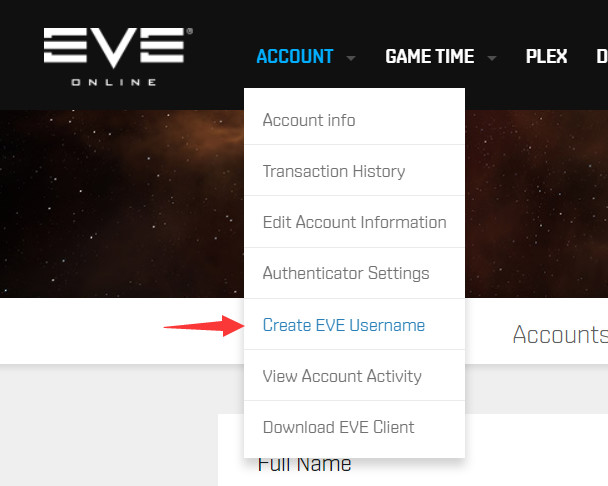 EVE®
ONLINE
ACCOUNT GAME TIME PLEX D
Account info
Transaction History
Edit Account Information
Authenticator Settings
Create EVE Username
Accounts
View Account Activity
Download EVE Client
Full Name